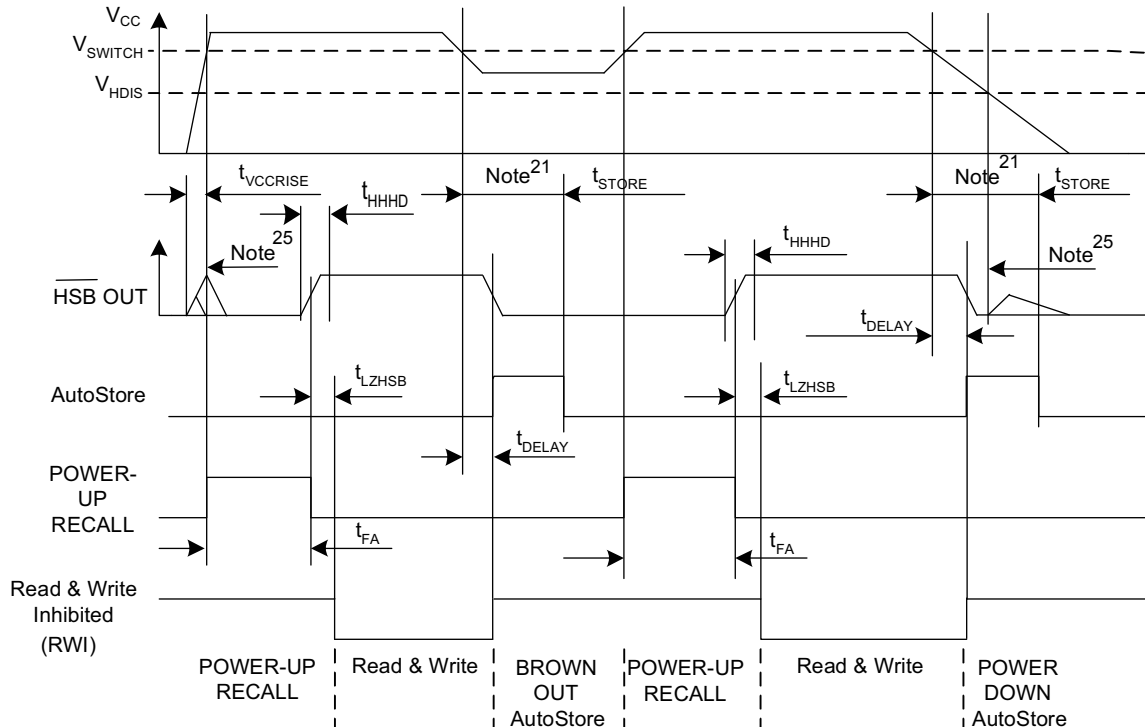 VCC
VSWITCH
VHDIS
tVCCRISE
Note21
tSTORE
Note21
tSTORE
tHHHD
Note25
tHHHD
Note25
HSB OUT
tDELAY
tLZHSB
tLZHSB
AutoStore
tDELAY
POWER-
UP
RECALL
tFA
tFA
Read & Write
Inhibited
(RWI)
POWER-UP
RECALL
Read & Write
BROWN
OUT
AutoStore
POWER-UP
RECALL
Read & Write
POWER
DOWN
AutoStore